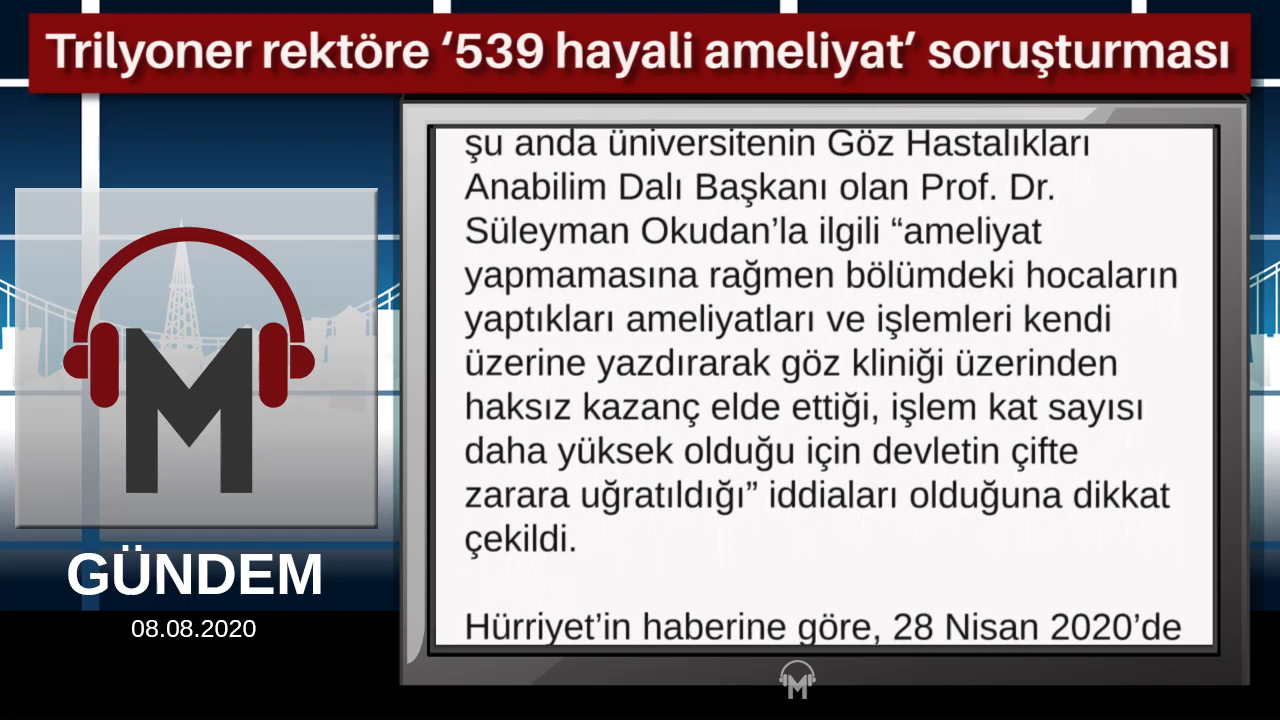 Trilyoner rektöre ‘539 hayali ameliyat’ soruşturması
şu anda üniversitenin Göz Hastalıkları
Anabilim Dalı Başkanı olan Prof. Dr.
Süleyman Okudan’la ilgili “ameliyat
yapmamasına rağmen bölümdeki hocaların
yaptıkları ameliyatları ve işlemleri kendi
üzerine yazdırarak göz kliniği üzerinden
haksız kazanç elde ettiği, işlem kat sayısı
daha yüksek olduğu için devletin çifte
zarara uğratıldığı” iddiaları olduğuna dikkat
çekildi.
Hürriyet’in haberine göre, 28 Nisan 2020’de
M
GÜNDEM
08.08.2020
M